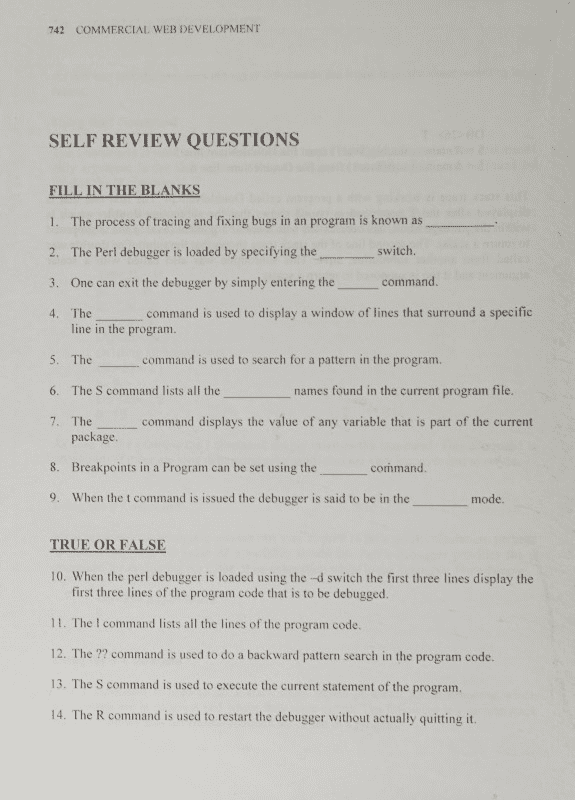 742 COMMERCIAL WEB DEVELOPMENT
SELF REVIEW QUESTIONS
FILL IN THE BLANKS
1. The process of tracing and fixing bugs in an program is known as __________.
2. The Perl debugger is loaded by specifying the ________ switch.
3. One can exit the debugger by simply entering the ______ command.
4. The _______ command is used to display a window of lines that surround a specific
line in the program.
5. The ______ command is used to search for a pattern in the program.
6. The S command lists all the __________ names found in the current program file.
7. The ______ command displays the value of any variable that is part of the current
package.
8. Breakpoints in a Program can be set using the _______ command.
9. When the t command is issued the debugger is said to be in the ________ mode.
TRUE OR FALSE
10. When the perl debugger is loaded using the –d switch the first three lines display the
first three lines of the program code that is to be debugged.
11. The l command lists all the lines of the program code.
12. The ?? command is used to do a backward pattern search in the program code.
13. The S command is used to execute the current statement of the program.
14. The R command is used to restart the debugger without actually quitting it.